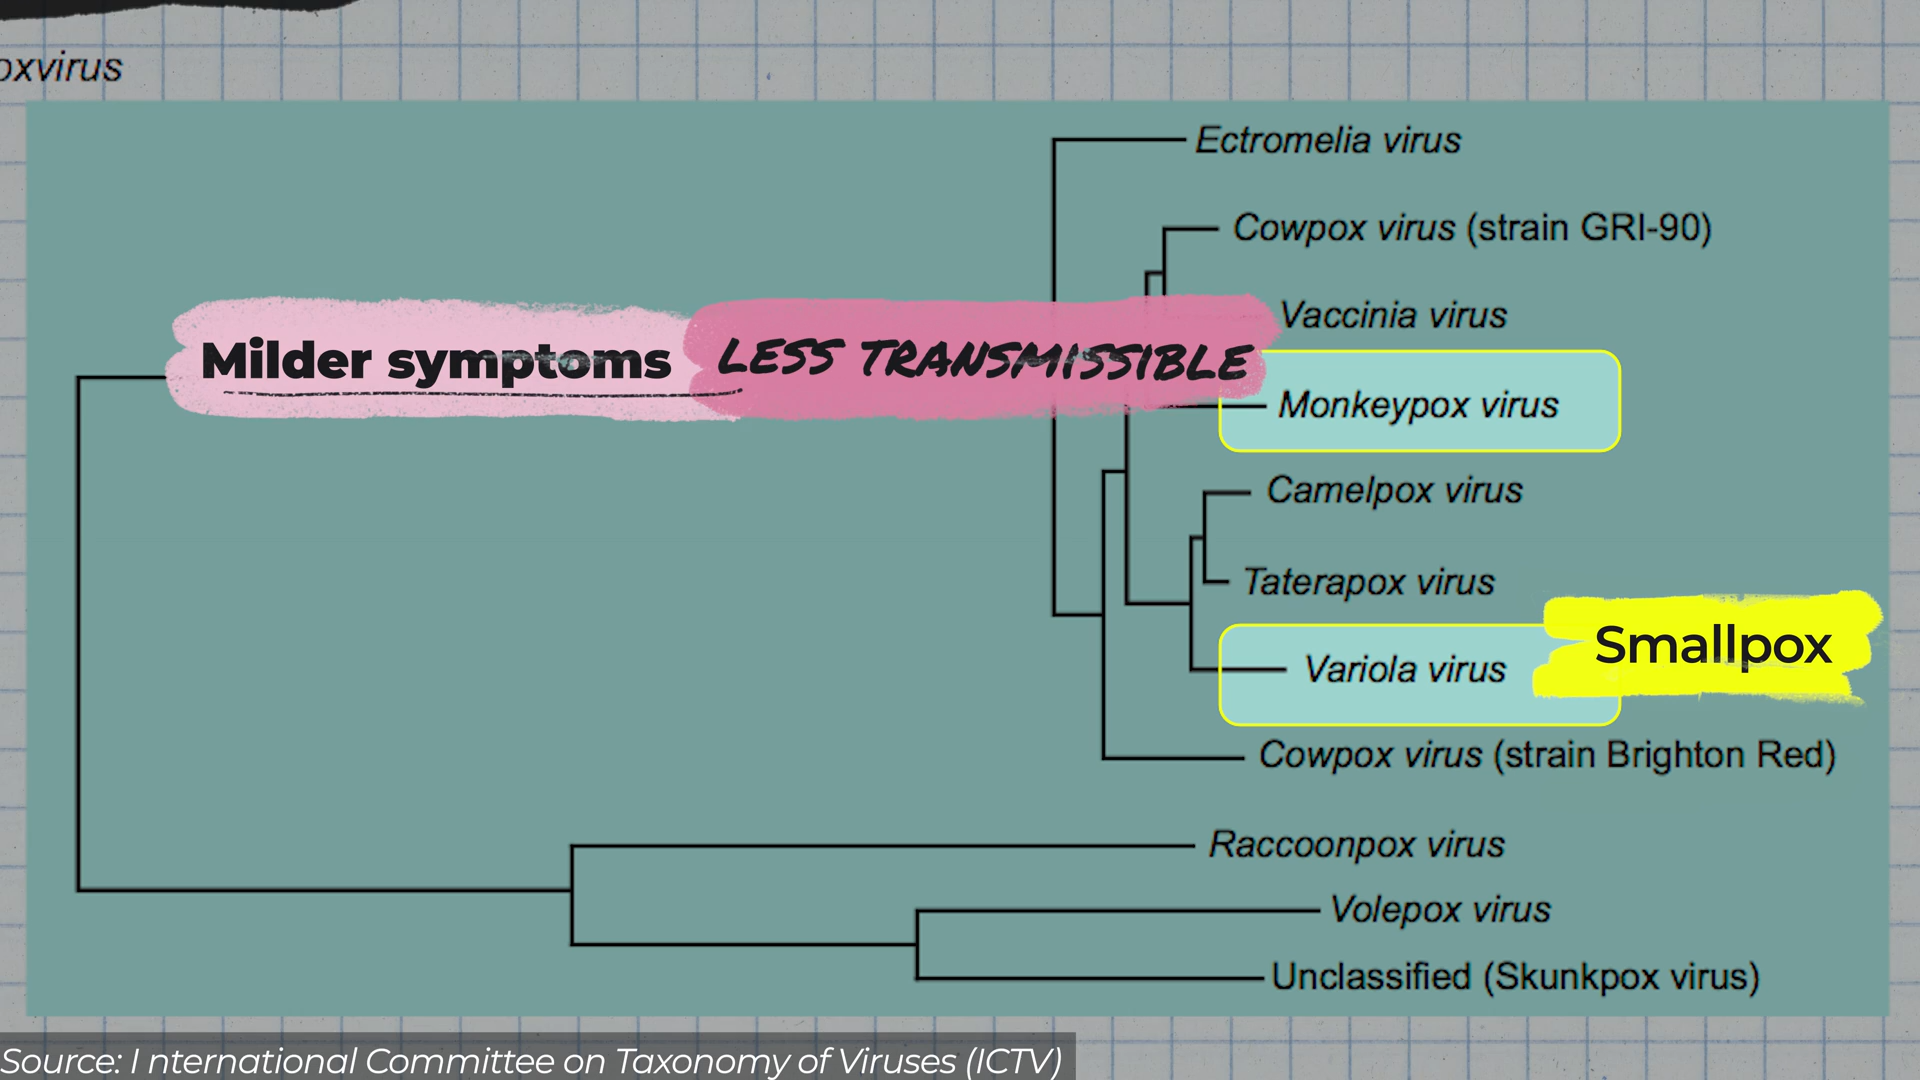 Ectromelia virus
Cowpox virus (strain GRI-90)
Vaccinia virus
Milder symptoms LESS TRANSMISSIBLE
Monkeypox virus
Camelpox virus
Taterapox virus
Smallpox
Variola virus
Cowpox virus (strain Brighton Red)
Raccoonpox virus
Volepox virus
Unclassified (Skunkpox virus)
Source: I nternational Committee on Taxonomy of Viruses (ICTV)